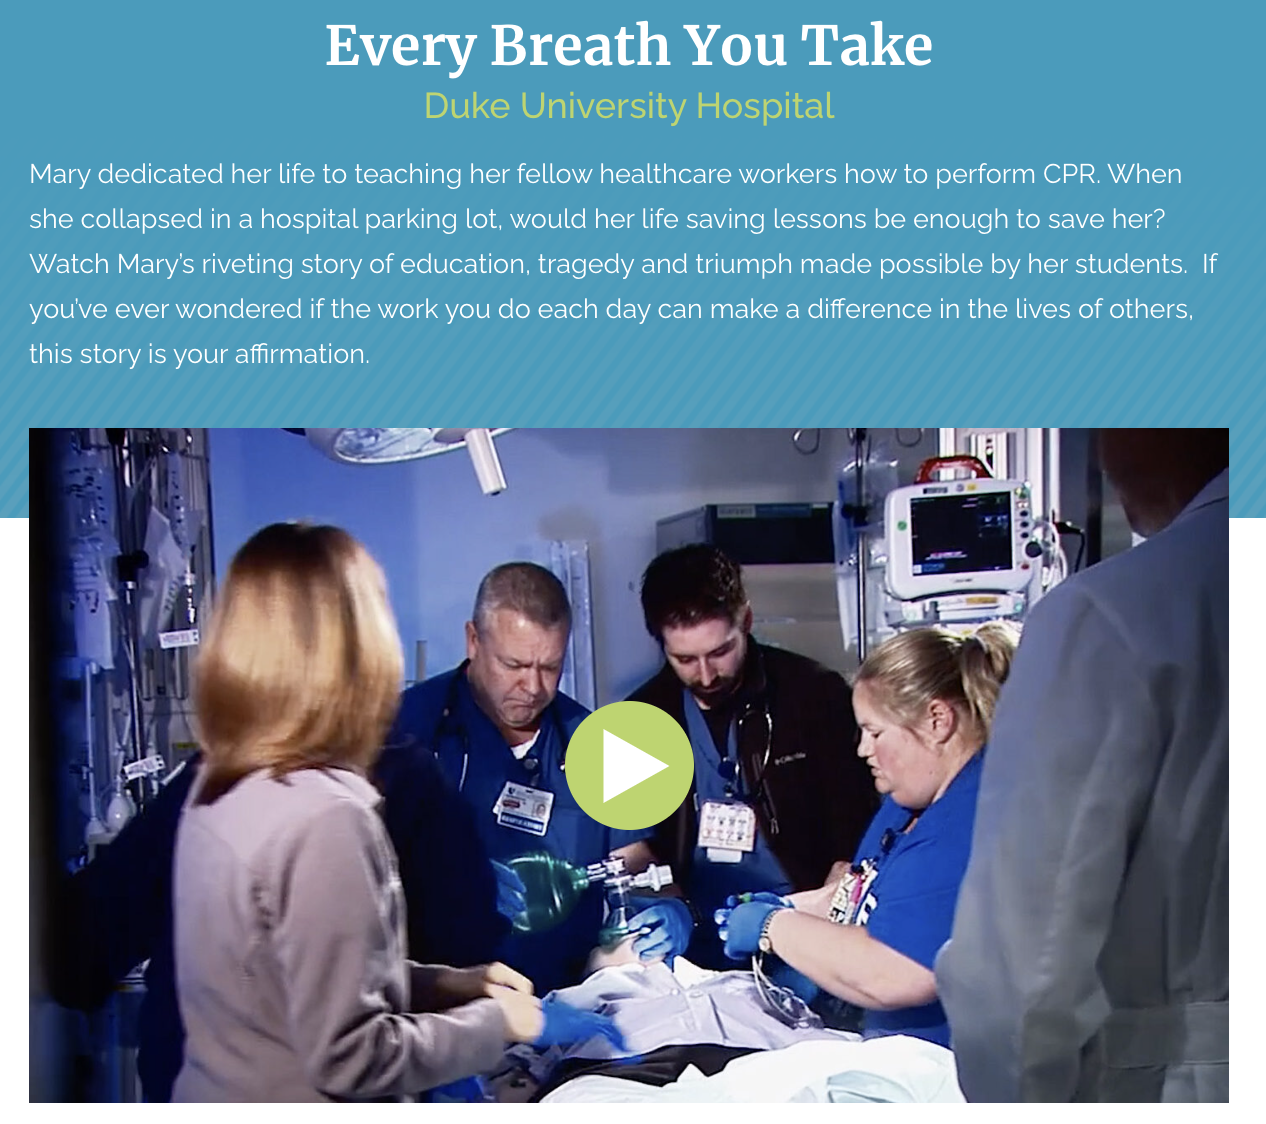 Every Breath You Take
Duke University Hospital
Mary dedicated her life to teaching her fellow healthcare workers how to perform CPR. When
she collapsed in a hospital parking lot, would her life saving lessons be enough to save her?
Watch Mary’s riveting story of education, tragedy and triumph made possible by her students.  If
you’ve ever wondered if the work you do each day can make a difference in the lives of others,
this story is your affirmation.